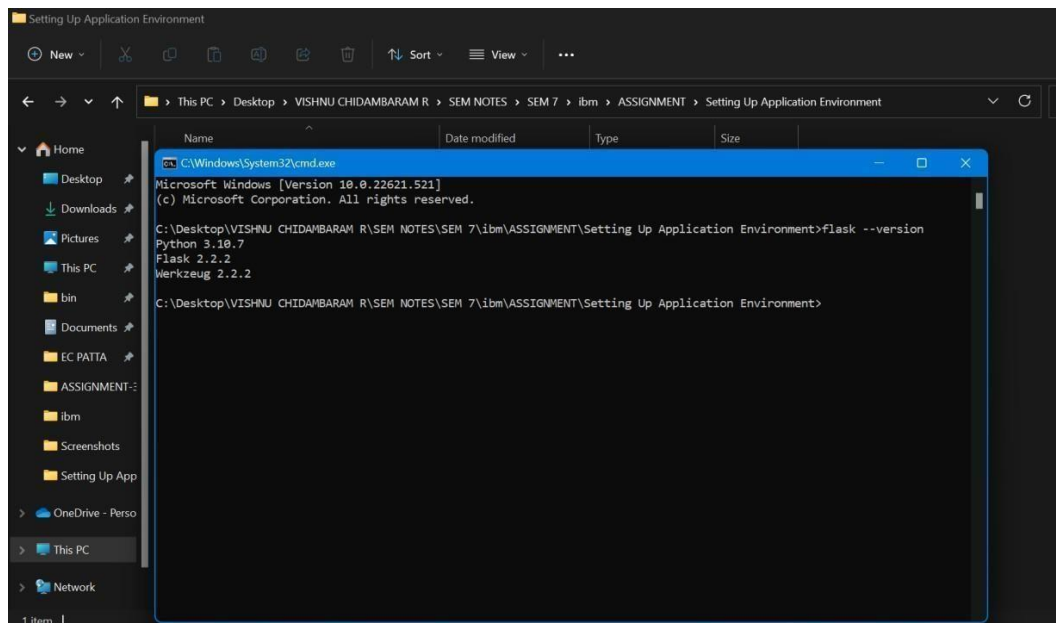 Setting Up Application Environment
New
Sort
View
This PC > Desktop > VISHNU CHIDAMBARAM R > SEM NOTES > SEM 7 > ibm > ASSIGNMENT > Setting Up Application Environment
Name Date modified Type Size
Home
Desktop
Downloads
Pictures
This PC
bin
Documents
EC PATTA
ASSIGNMENT-3
ibm
Screenshots
Setting Up App
OneDrive - Perso
This PC
Network
1 item
C:\Windows\System32\cmd.exe
Microsoft Windows [Version 10.0.22621.521]
(c) Microsoft Corporation. All rights reserved.
C:\Desktop\VISHNU CHIDAMBARAM R\SEM NOTES\SEM 7\ibm\ASSIGNMENT\Setting Up Application Environment>flask --version
Python 3.10.7
Flask 2.2.2
Werkzeug 2.2.2
C:\Desktop\VISHNU CHIDAMBARAM R\SEM NOTES\SEM 7\ibm\ASSIGNMENT\Setting Up Application Environment>